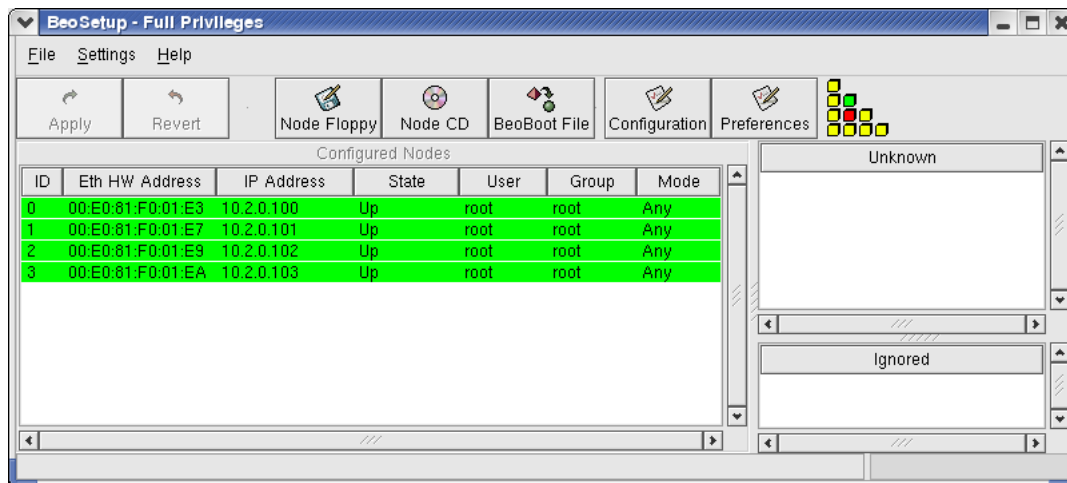 BeoSetup - Full Privileges
File Settings Help
Apply Revert Node Floppy Node CD BeoBoot File Configuration Preferences
Configured Nodes
ID Eth HW Address IP Address State User Group Mode
0 00:E0:81:F0:01:E3 10.2.0.100 Up root root Any
1 00:E0:81:F0:01:E7 10.2.0.101 Up root root Any
2 00:E0:81:F0:01:E9 10.2.0.102 Up root root Any
3 00:E0:81:F0:01:EA 10.2.0.103 Up root root Any
Unknown
Ignored